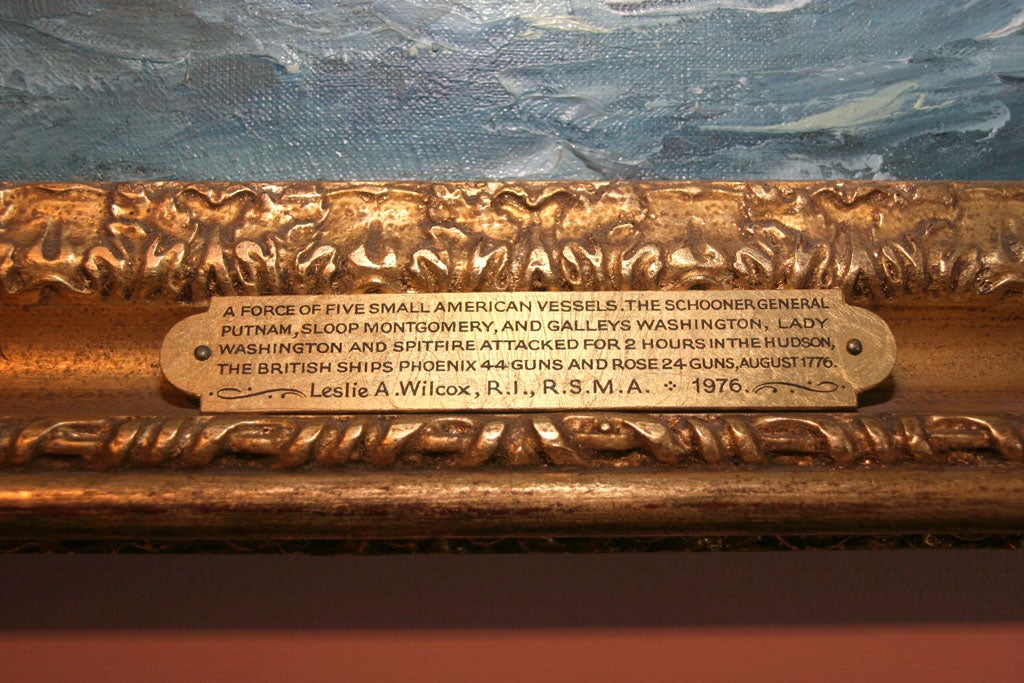 A FORCE OF FIVE SMALL AMERICAN VESSELS. THE SCHOONER GENERAL
PUTNAM, SLOOP MONTGOMERY, AND GALLEYS WASHINGTON, LADY
WASHINGTON AND SPITFIRE ATTACKED FOR 2 HOURS IN THE HUDSON,
THE BRITISH SHIPS PHOENIX 44 GUNS AND ROSE 24 GUNS, AUGUST 1776.
Leslie A. Wilcox, R.I., R.S.M.A. 1976.